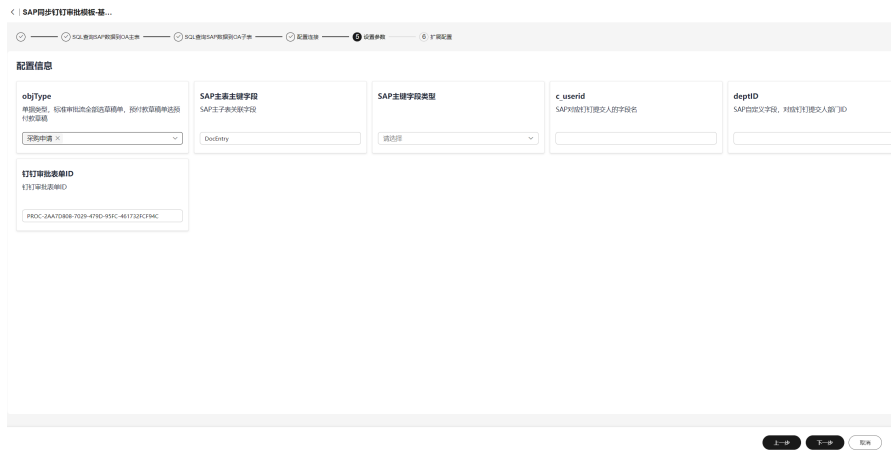 < | SAP同步钉钉审批模板-基...
SQL查询SAP数据到OA主表
SQL查询SAP数据到OA子表
配置连接
5 设置参数
6 扩展配置
配置信息
objType
单据类型，标准审批流全部选草稿单，预付款草稿单选预付款草稿
采购申请 ×
SAP主表主键字段
SAP主子表关联字段
DocEntry
SAP主键字段类型
请选择
c_userid
SAP对应钉钉提交人的字段名
deptID
SAP自定义字段，对应钉钉提交人部门ID
钉钉审批表单ID
钉钉审批表单ID
PROC-2AA7D808-7029-479D-95FC-461732FCF94C
上一步
下一步
取消